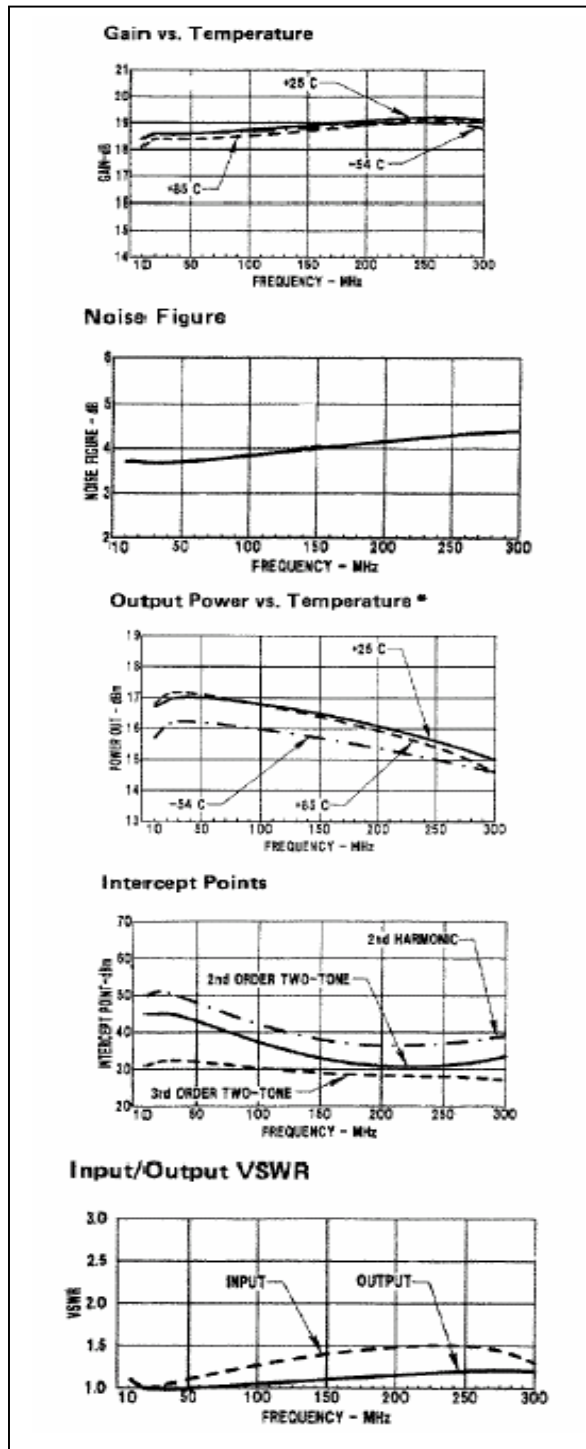 Gain vs. Temperature
21
20
19
18
17
16
15
14
GAIN-dB
+25 C
+85 C
-54 C
10 50 100 150 200 250 300
FREQUENCY - MHz
Noise Figure
6
5
4
3
2
NOISE FIGURE - dB
10 50 100 150 200 250 300
FREQUENCY - MHz
Output Power vs. Temperature *
19
18
17
16
15
14
13
POWER OUT - dBm
+25 C
-54 C
+85 C
10 50 100 150 200 250 300
FREQUENCY - MHz
Intercept Points
70
60
50
40
30
20
INTERCEPT POINT-dBm
2nd HARMONIC
2nd ORDER TWO-TONE
3rd ORDER TWO-TONE
10 50 100 150 200 250 300
FREQUENCY - MHz
Input/Output VSWR
3.0
2.5
2.0
1.5
1.0
VSWR
INPUT
OUTPUT
10 50 100 150 200 250 300
FREQUENCY - MHz